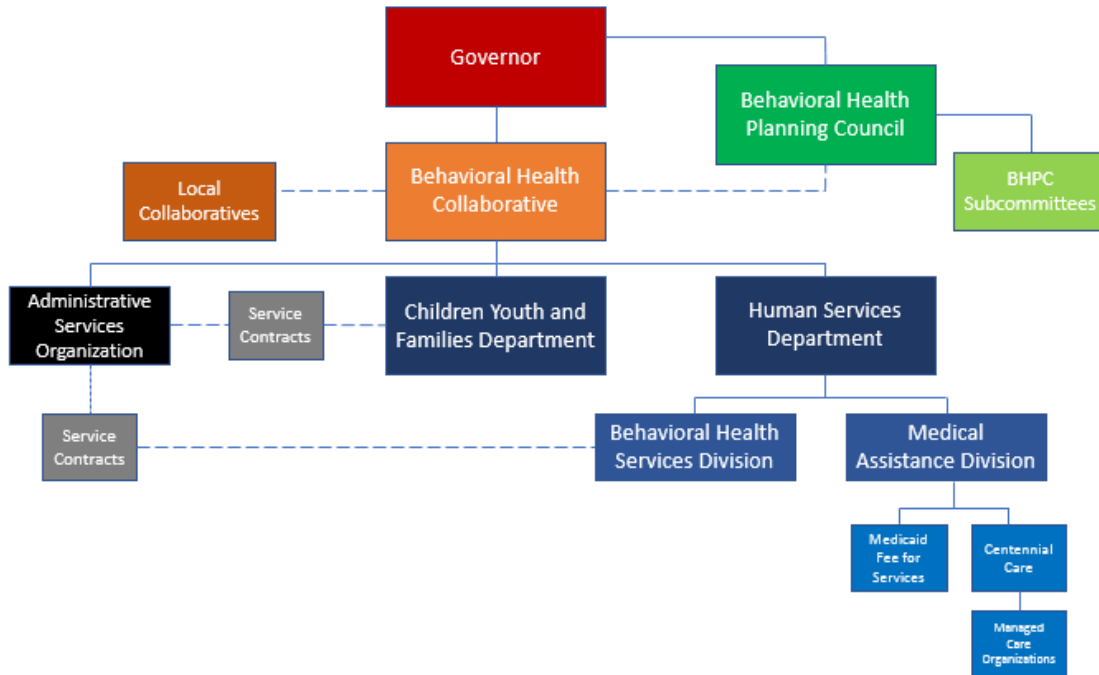 Governor
Behavioral Health
Planning Council
Local
Collaboratives
Behavioral Health
Collaborative
BHPC
Subcommittees
Administrative
Services
Organization
Service
Contracts
Children Youth and
Families Department
Human Services
Department
Service
Contracts
Behavioral Health
Services Division
Medical
Assistance Division
Medicaid
Fee for
Services
Centennial
Care
Managed
Care
Organizations